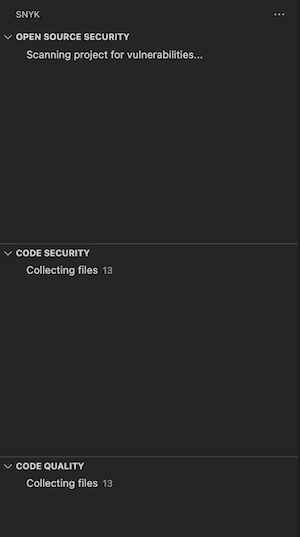 SNYK
OPEN SOURCE SECURITY
Scanning project for vulnerabilities...
CODE SECURITY
Collecting files 13
CODE QUALITY
Collecting files 13